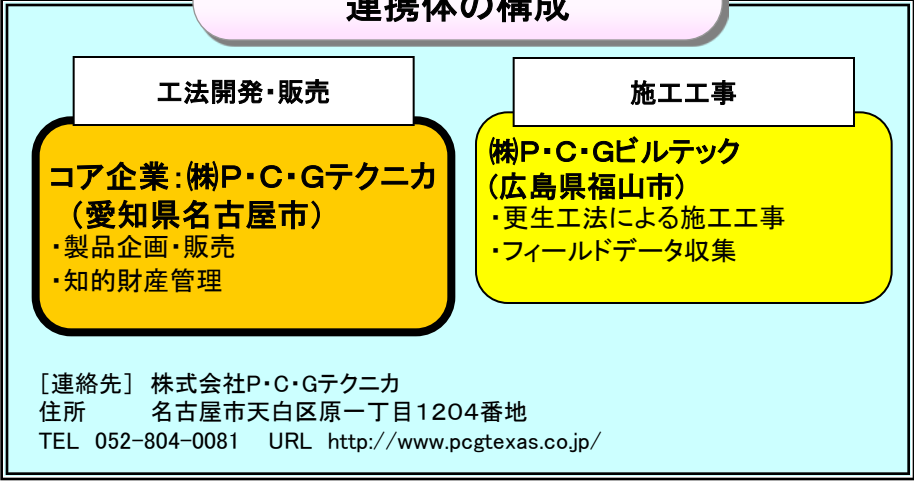 連携体の構成
工法開発・販売
コア企業：㈱P・C・Gテクニカ
（愛知県名古屋市）
・製品企画・販売
・知的財産管理
施工工事
㈱P・C・Gビルテック
（広島県福山市）
・更生工法による施工工事
・フィールドデータ収集
［連絡先］ 株式会社P・C・Gテクニカ
住所　　　名古屋市天白区原一丁目１２０４番地
TEL 052-804-0081　URL http://www.pcgtexas.co.jp/